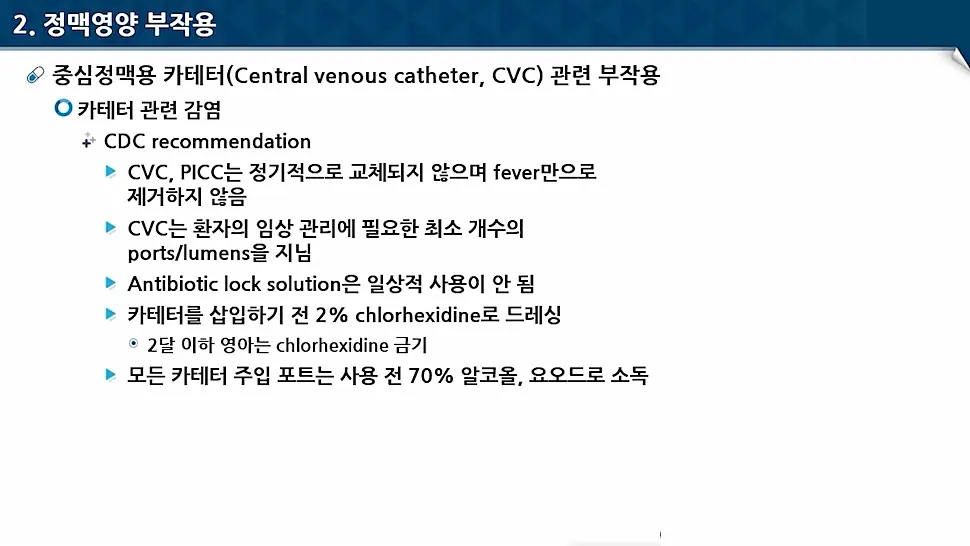 2. 정맥영양 부작용
중심정맥용 카테터(Central venous catheter, CVC) 관련 부작용
카테터 관련 감염
CDC recommendation
CVC, PICC는 정기적으로 교체되지 않으며 fever만으로
제거하지 않음
CVC는 환자의 임상 관리에 필요한 최소 개수의
ports/lumens을 지님
Antibiotic lock solution은 일상적 사용이 안 됨
카테터를 삽입하기 전 2% chlorhexidine로 드레싱
2달 이하 영아는 chlorhexidine 금기
모든 카테터 주입 포트는 사용 전 70% 알코올, 요오드로 소독